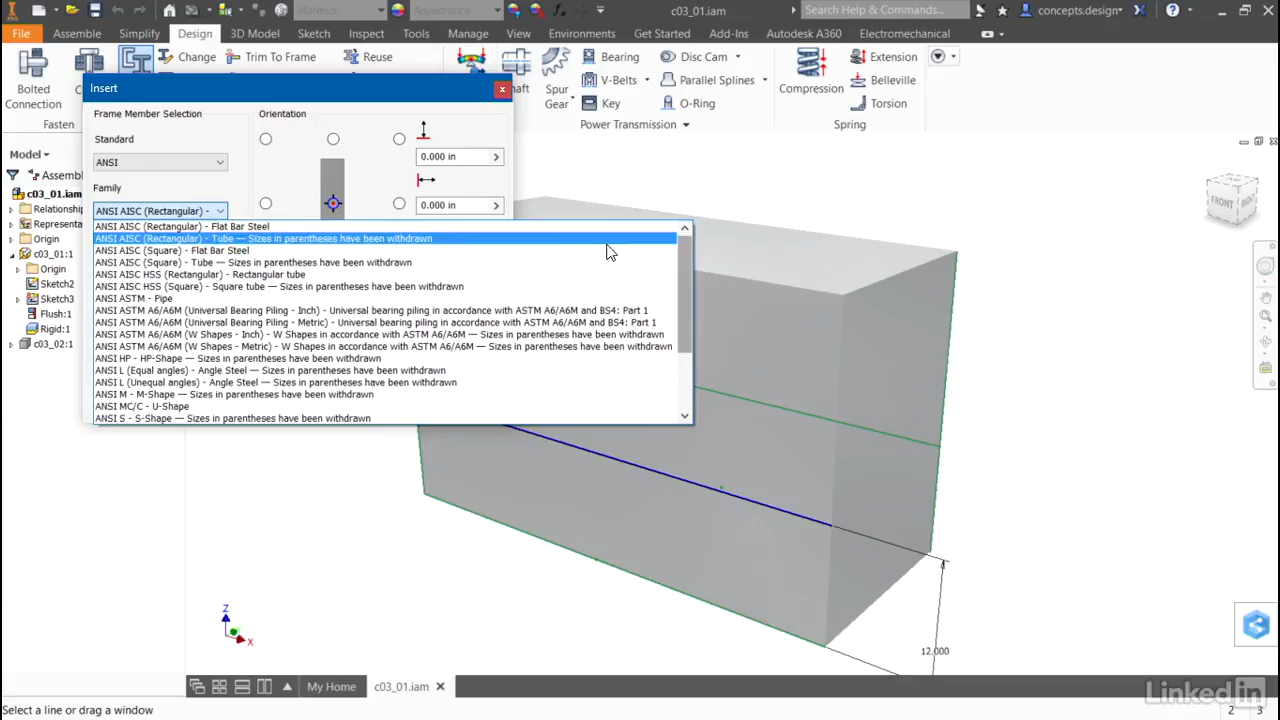 Material
Appearance
c03_01.iam
Search Help & Commands...
concepts.design
File
Assemble
Simplify
Design
3D Model
Sketch
Inspect
Tools
Manage
View
Environments
Get Started
Add-Ins
Autodesk A360
Electromechanical
Bolted
Connection
Change
Trim To Frame
Reuse
Spur
Gear
Bearing
V-Belts
Key
Disc Cam
Parallel Splines
O-Ring
Compression
Extension
Belleville
Torsion
Fasten
Power Transmission
Spring
Insert
Frame Member Selection
Orientation
Standard
ANSI
0.000 in
Family
ANSI AISC (Rectangular) -
0.000 in
ANSI AISC (Rectangular) - Flat Bar Steel
ANSI AISC (Rectangular) - Tube — Sizes in parentheses have been withdrawn
ANSI AISC (Square) - Flat Bar Steel
ANSI AISC (Square) - Tube — Sizes in parentheses have been withdrawn
ANSI AISC HSS (Rectangular) - Rectangular tube
ANSI AISC HSS (Square) - Square tube — Sizes in parentheses have been withdrawn
ANSI ASTM - Pipe
ANSI ASTM A6/A6M (Universal Bearing Piling - Inch) - Universal bearing piling in accordance with ASTM A6/A6M and BS4: Part 1
ANSI ASTM A6/A6M (Universal Bearing Piling - Metric) - Universal bearing piling in accordance with ASTM A6/A6M and BS4: Part 1
ANSI ASTM A6/A6M (W Shapes - Inch) - W Shapes in accordance with ASTM A6/A6M — Sizes in parentheses have been withdrawn
ANSI ASTM A6/A6M (W Shapes - Metric) - W Shapes in accordance with ASTM A6/A6M — Sizes in parentheses have been withdrawn
ANSI HP - HP-Shape — Sizes in parentheses have been withdrawn
ANSI L (Equal angles) - Angle Steel — Sizes in parentheses have been withdrawn
ANSI L (Unequal angles) - Angle Steel — Sizes in parentheses have been withdrawn
ANSI M - M-Shape — Sizes in parentheses have been withdrawn
ANSI MC/C - U-Shape
ANSI S - S-Shape — Sizes in parentheses have been withdrawn
Model
Assembl
c03_01.iam
Relationship
Representa
Origin
c03_01:1
Origin
Sketch2
Sketch3
Flush:1
Rigid:1
c03_02:1
FRONT
Z
X
12.000
My Home
c03_01.iam
LinkedIn
Select a line or drag a window
2
3